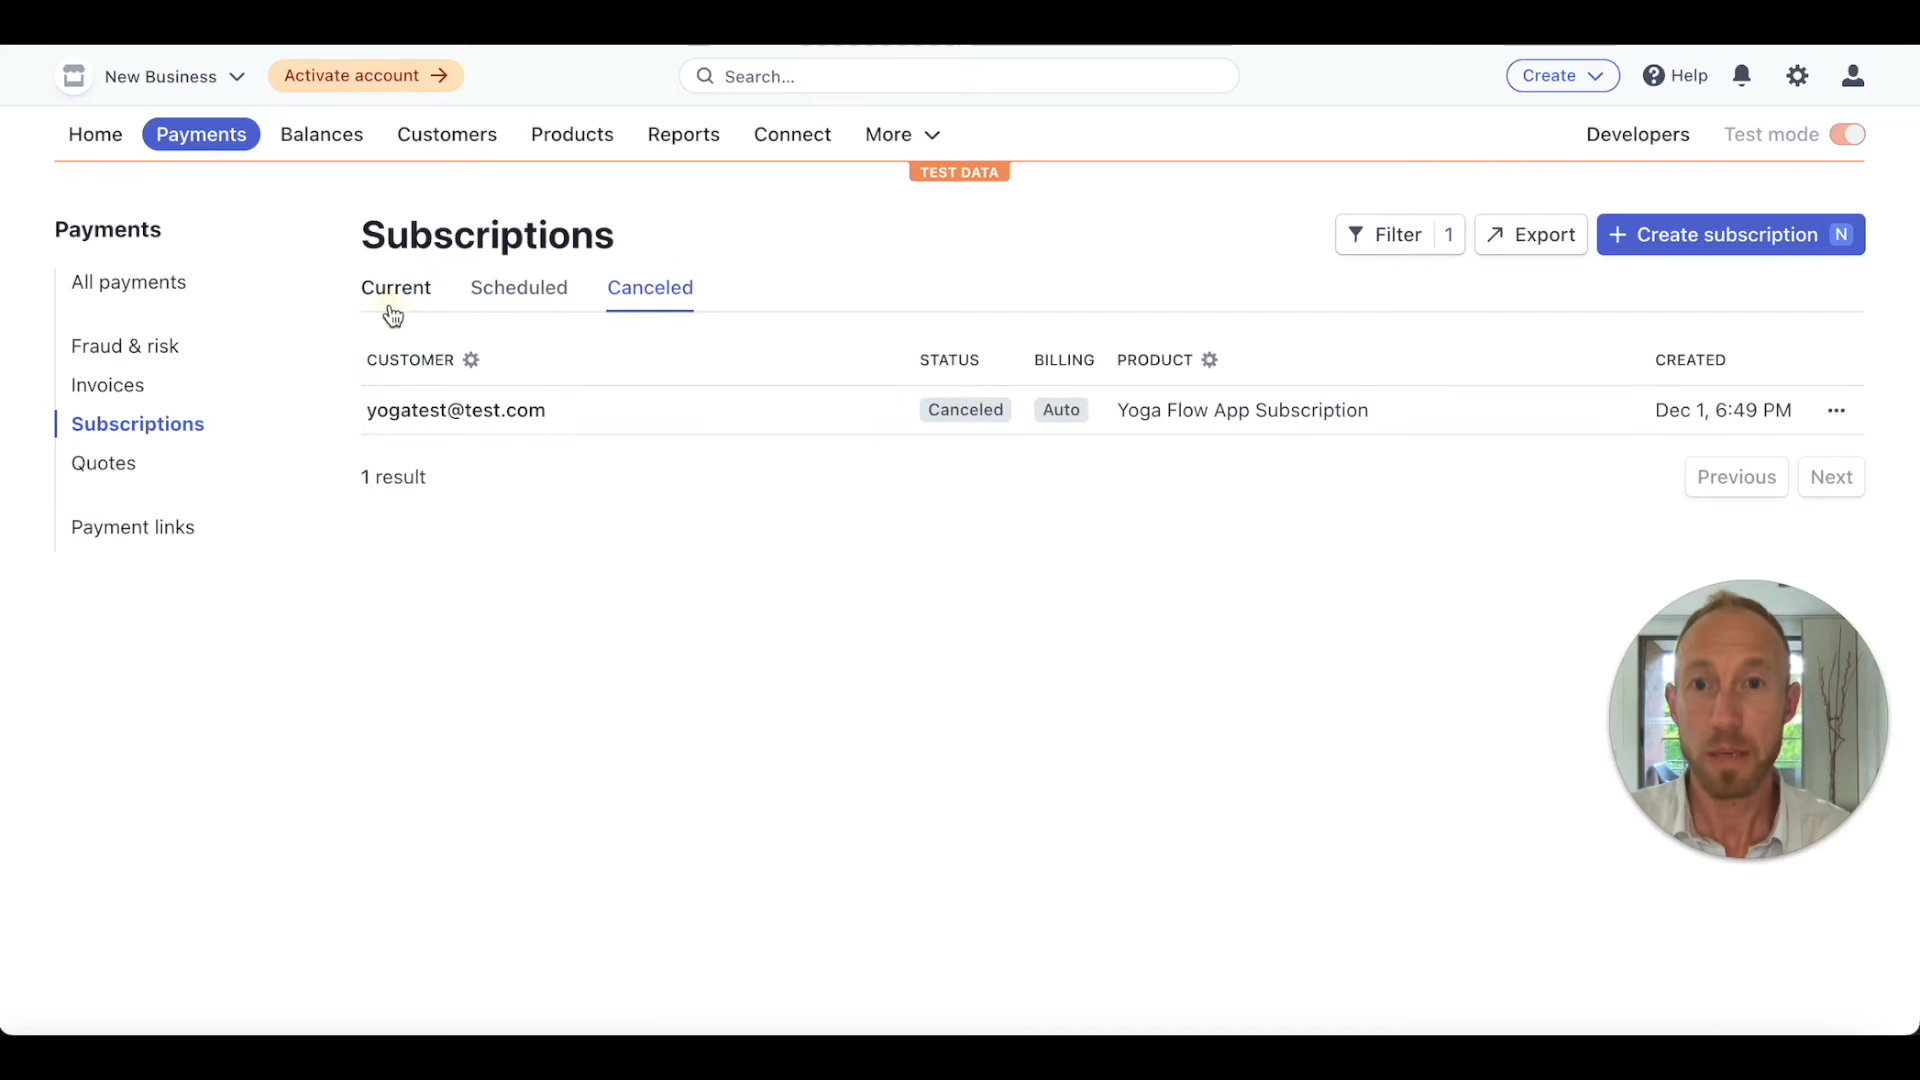 New Business
Activate account →
Search...
Create
Help
Home
Payments
Balances
Customers
Products
Reports
Connect
More
Developers
Test mode
TEST DATA
Payments
All payments
Fraud & risk
Invoices
Subscriptions
Quotes
Payment links
Subscriptions
Filter 1
Export
+ Create subscription N
Current
Scheduled
Canceled
CUSTOMER STATUS BILLING PRODUCT CREATED
yogatest@test.com Canceled Auto Yoga Flow App Subscription Dec 1, 6:49 PM
1 result
Previous
Next